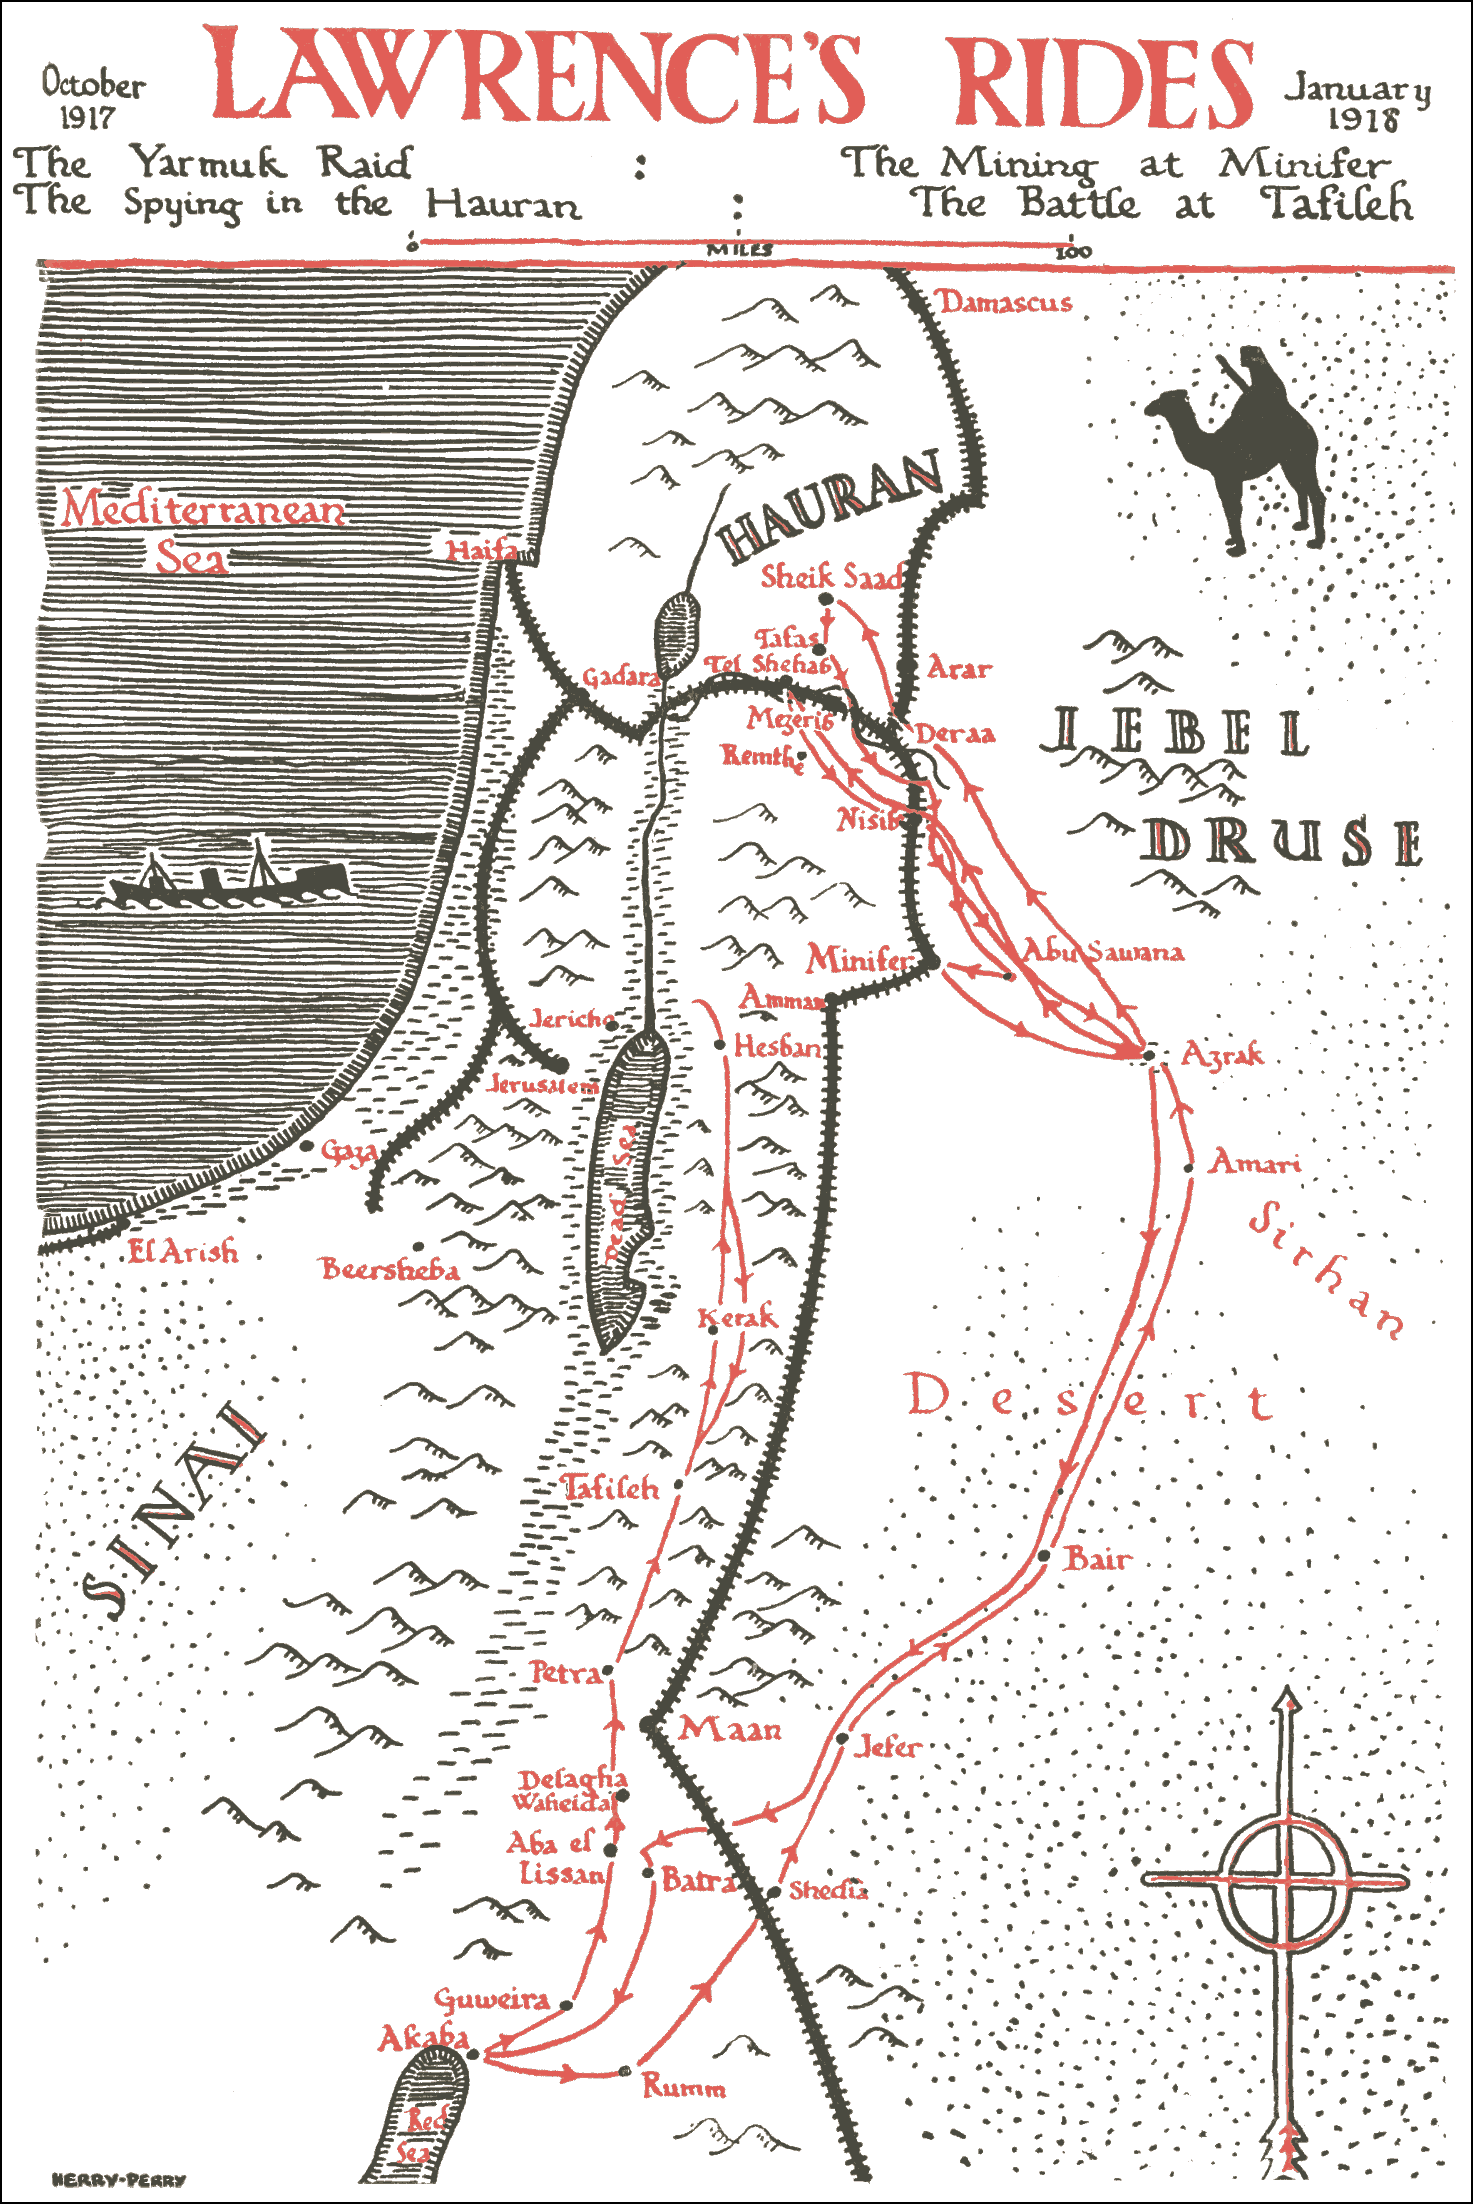 LAWRENCE'S RIDES
October
1917
January
1918
The Yarmuk Raid : The Mining at Minifer
The Spying in the Hauran : The Battle at Tafileh
0 MILES 100
Damascus
Mediterranean
Sea
HAURAN
Haifa
Sheik Saad
Tafas
Tel Shehab
Gadara
Arar
Mezerib
Deraa
Remthe
JEBEL
DRUSE
Nisib
Minifer
Abu Sawana
Amman
Jericho
Hesban
Azrak
Jerusalem
Dead Sea
Gaza
Amari
Sirhan
El Arish
Beersheba
Kerak
Desert
SINAI
Tafileh
Bair
Petra
Maan
Jefer
Delagha
Waheida
Aba el
Lissan
Batra
Shedia
Guweira
Akaba
Rumm
Red
Sea
HERRY-PERRY